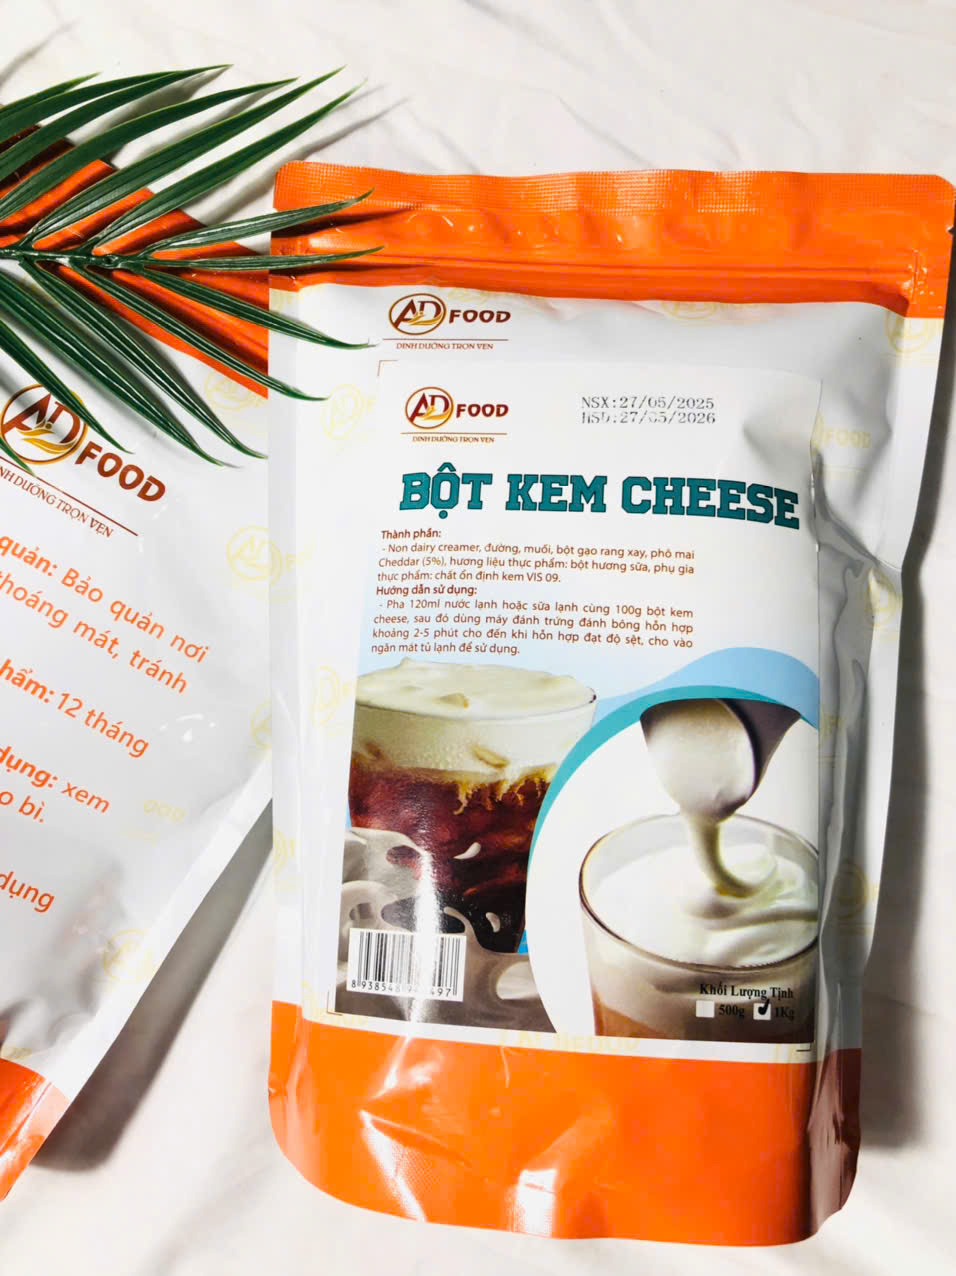 AD FOOD
DINH DƯỠNG TRỌN VẸN
AD FOOD
DINH DƯỠNG TRỌN VẸN
NSX:27/05/2025
HSD:27/05/2026
BỘT KEM CHEESE
Thành phần:
- Non dairy creamer, đường, muối, bột gạo rang xay, phô mai
Cheddar (5%), hương liệu thực phẩm: bột hương sữa, phụ gia
thực phẩm: chất ổn định kem VIS 09.
Hướng dẫn sử dụng:
- Pha 120ml nước lạnh hoặc sữa lạnh cùng 100g bột kem
cheese, sau đó dùng máy đánh trứng đánh bông hỗn hợp
khoảng 2-5 phút cho đến khi hỗn hợp đạt độ sệt, cho vào
ngăn mát tủ lạnh để sử dụng.
Khối Lượng Tịnh
500g 1Kg
AD FOOD
DƯỠNG TRỌN VẸN
quản: Bảo quản nơi
thoáng mát, tránh
phẩm: 12 tháng
dụng: xem
bì.
dụng